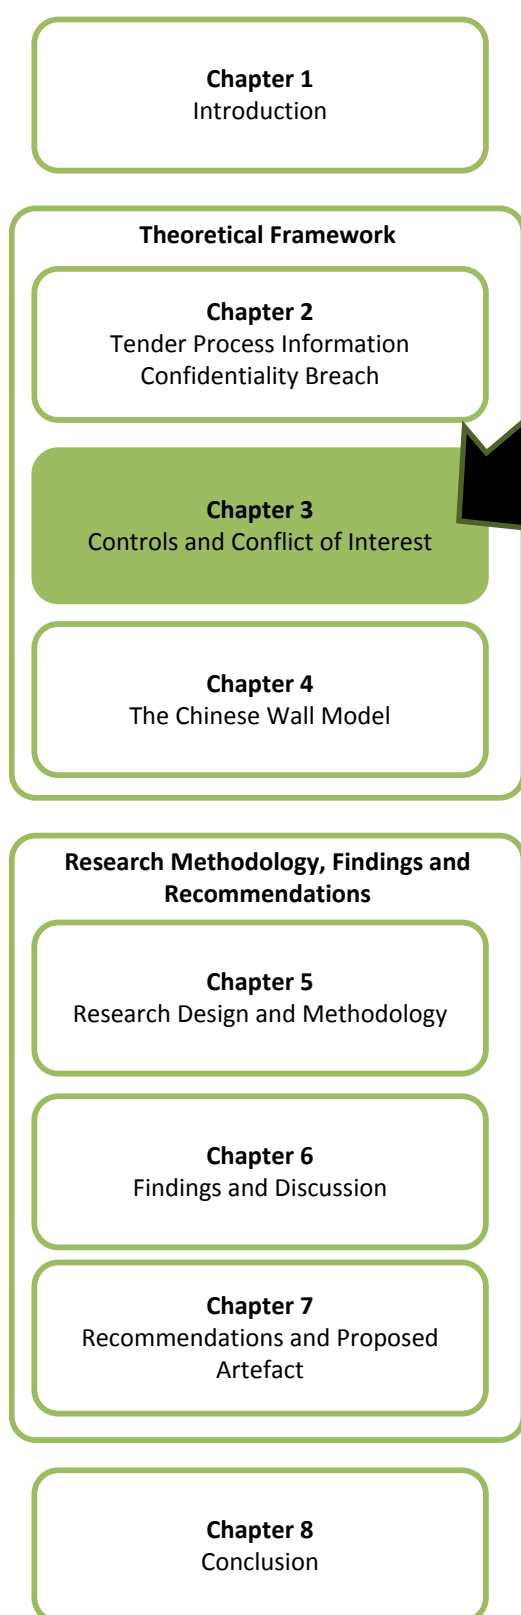 Chapter 1
Introduction
Theoretical Framework
Chapter 2
Tender Process Information
Confidentiality Breach
Chapter 3
Controls and Conflict of Interest
Chapter 4
The Chinese Wall Model
Research Methodology, Findings and
Recommendations
Chapter 5
Research Design and Methodology
Chapter 6
Findings and Discussion
Chapter 7
Recommendations and Proposed
Artefact
Chapter 8
Conclusion